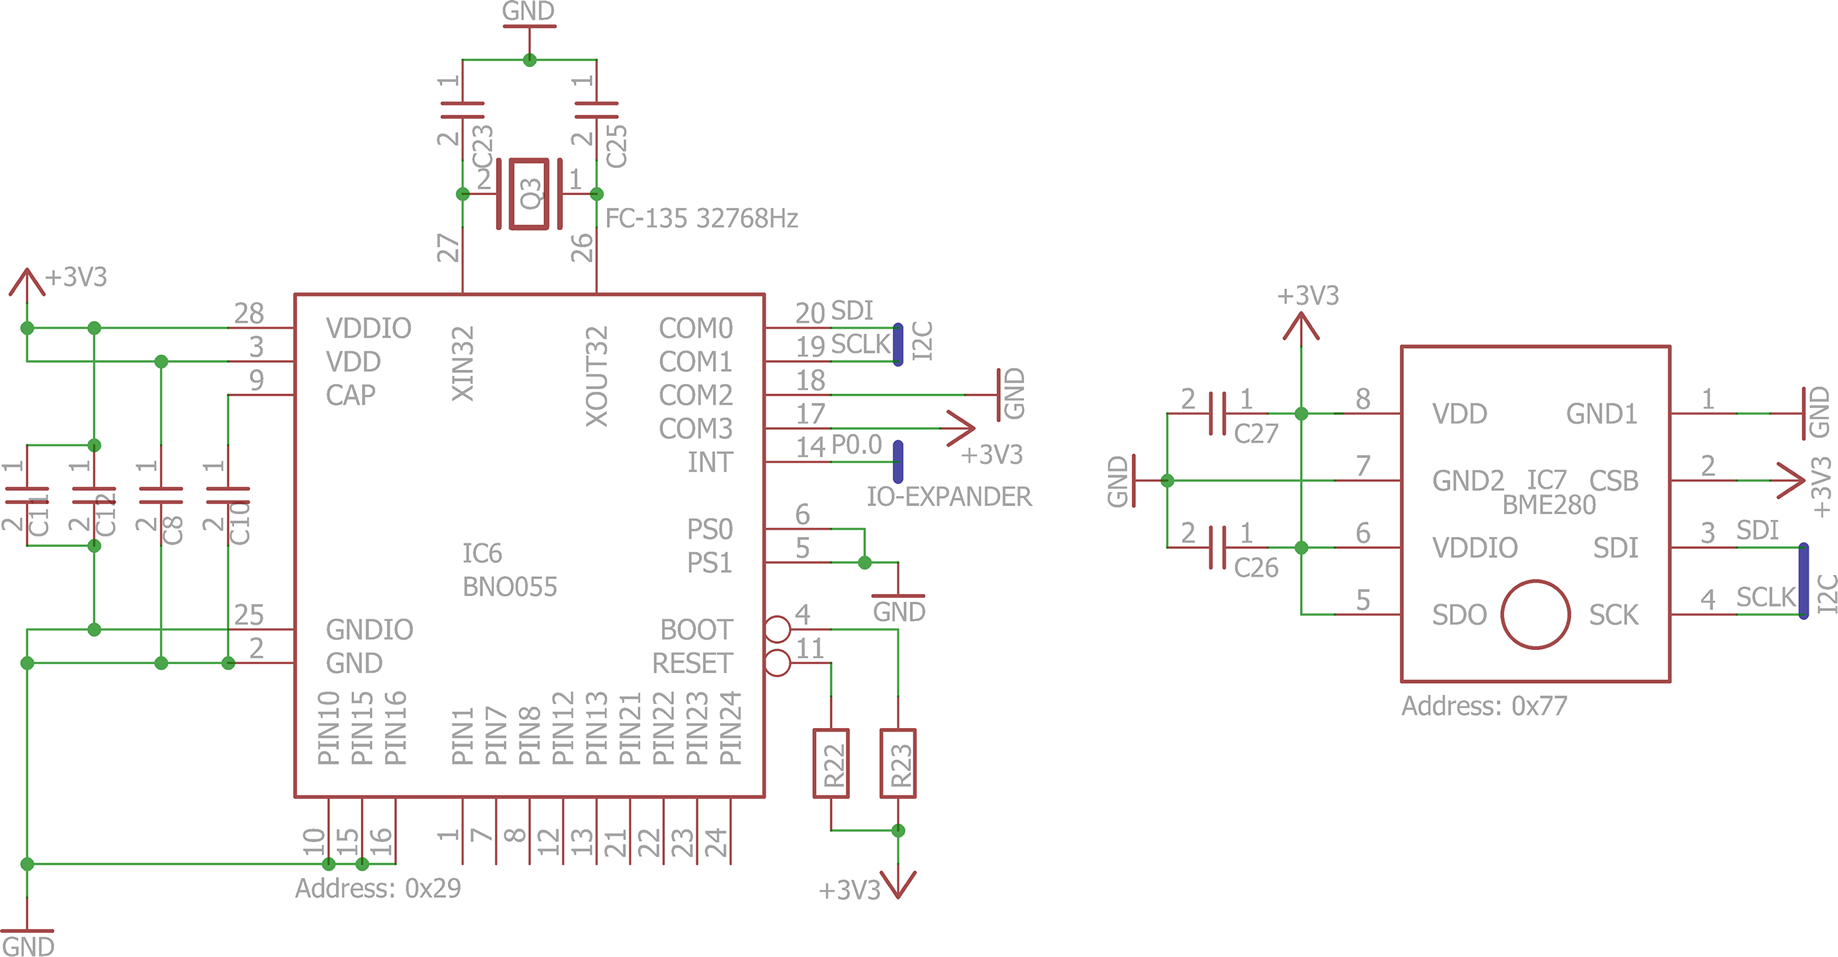 GND
1
1
2
C23
2
C25
2
Q3
1
FC-135 32768Hz
27
26
+3V3
28
VDDIO
3
VDD
9
CAP
XIN32
XOUT32
COM0
20
SDI
COM1
19
SCLK
I2C
COM2
18
GND
COM3
17
+3V3
INT
14
P0.0
IO-EXPANDER
1
1
1
1
2
C11
2
C12
2
C8
2
C10
PS0
6
PS1
5
GND
IC6
BNO055
25
GNDIO
2
GND
BOOT
4
RESET
11
PIN10
PIN15
PIN16
PIN1
PIN7
PIN8
PIN12
PIN13
PIN21
PIN22
PIN23
PIN24
R22
R23
10
15
16
1
7
8
12
13
21
22
23
24
Address: 0x29
+3V3
GND
+3V3
2
1
C27
8
VDD
GND1
1
GND
GND
7
GND2
IC7
BME280
CSB
2
+3V3
2
1
C26
6
VDDIO
SDI
3
SDI
5
SDO
SCK
4
SCLK
I2C
Address: 0x77